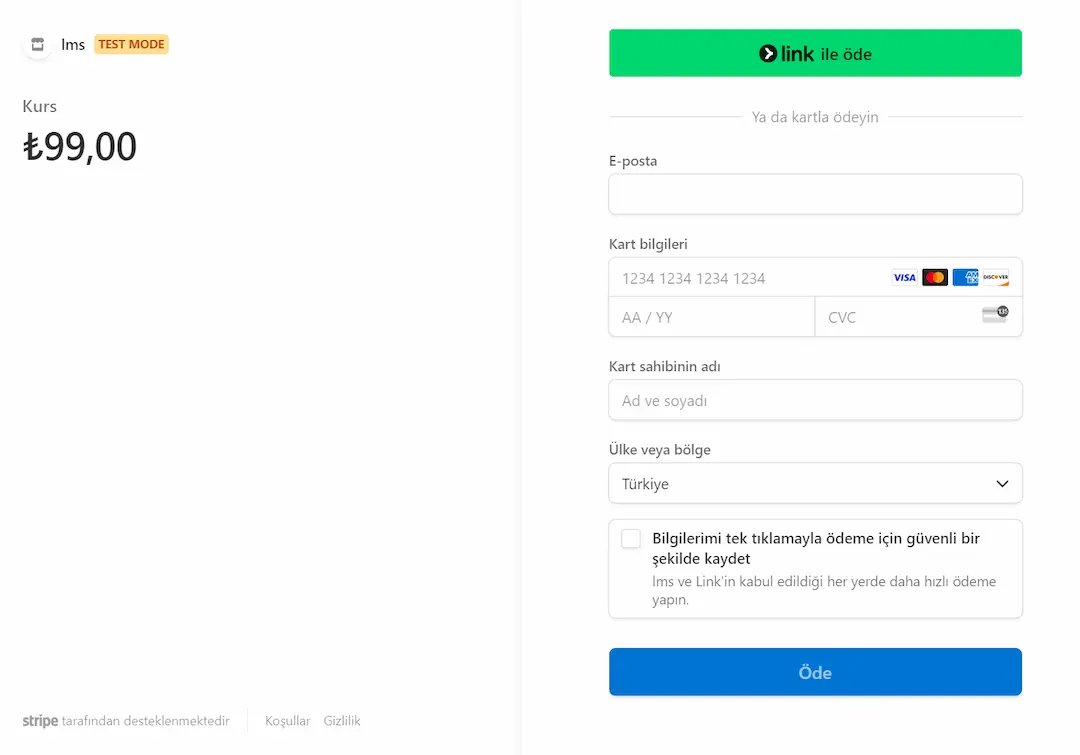 lms TEST MODE
Kurs
₺99,00
link ile öde
Ya da kartla ödeyin
E-posta
Kart bilgileri
1234 1234 1234 1234 VISA AM EX DISCOVER
AA / YY CVC 135
Kart sahibinin adı
Ad ve soyadı
Ülke veya bölge
Türkiye
Bilgilerimi tek tıklamayla ödeme için güvenli bir
şekilde kaydet
lms ve Link'in kabul edildiği her yerde daha hızlı ödeme
yapın.
Öde
stripe tarafından desteklenmektedir Koşullar Gizlilik